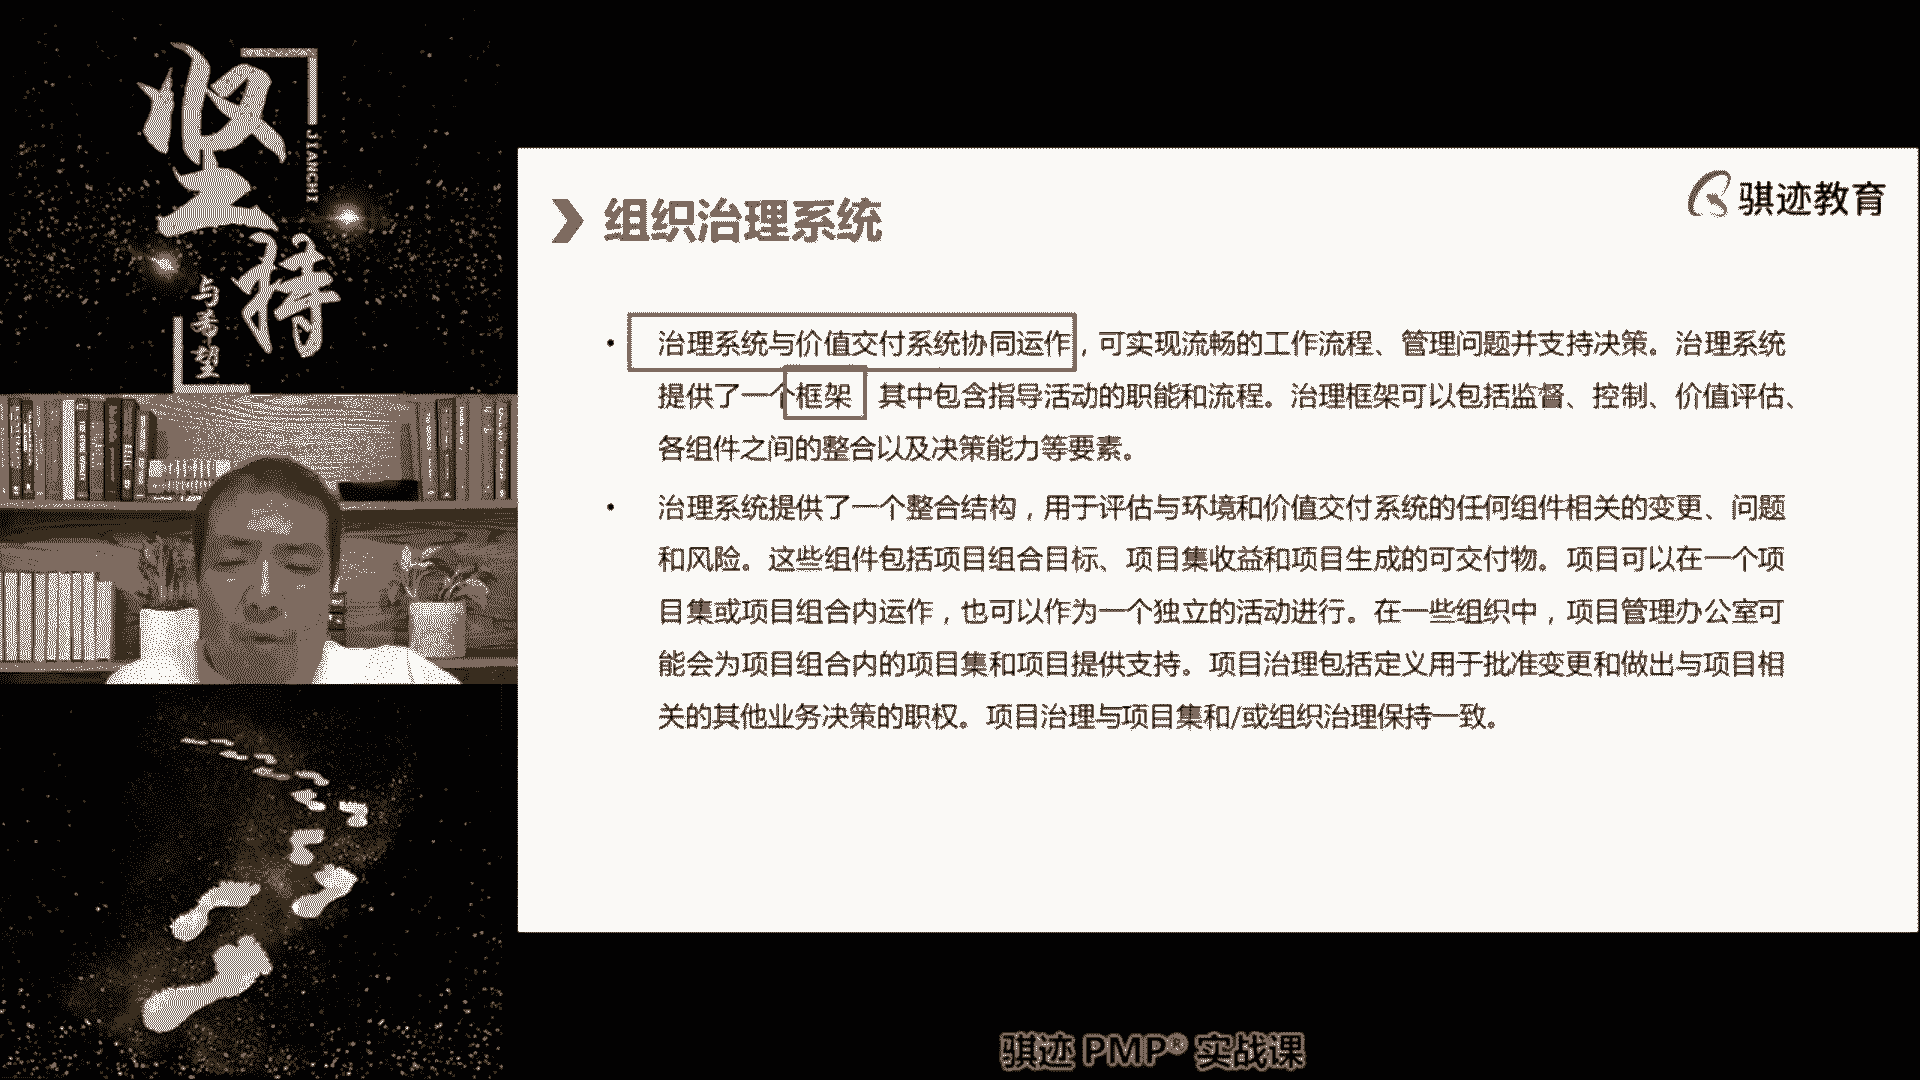 坚持
JIANCHI
与希望
骐迹教育
组织治理系统
• 治理系统与价值交付系统协同运作，可实现流畅的工作流程、管理问题并支持决策。治理系统
提供了一个框架 其中包含指导活动的职能和流程。治理框架可以包括监督、控制、价值评估、
各组件之间的整合以及决策能力等要素。
• 治理系统提供了一个整合结构，用于评估与环境和价值交付系统的任何组件相关的变更、问题
和风险。这些组件包括项目组合目标、项目集收益和项目生成的可交付物。项目可以在一个项
目集或项目组合内运作，也可以作为一个独立的活动进行。在一些组织中，项目管理办公室可
能会为项目组合内的项目集和项目提供支持。项目治理包括定义用于批准变更和做出与项目相
关的其他业务决策的职权。项目治理与项目集和/或组织治理保持一致。
骐迹 PMP® 实战课